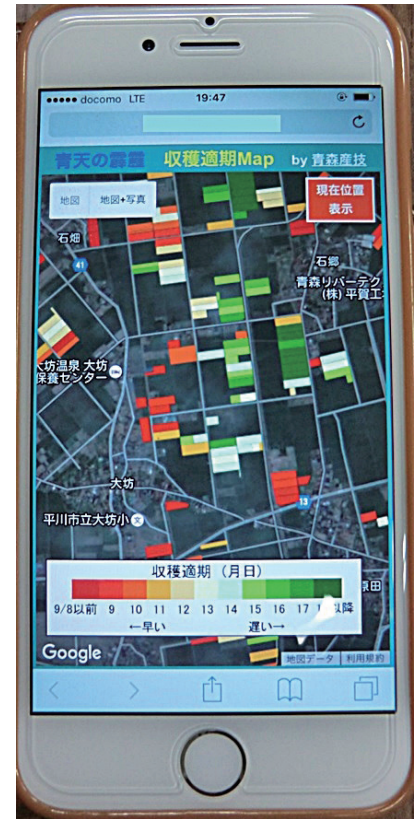 docomo LTE 19:47
青天の霹靂 収穫適期Map by 青森産技
地図 地図+写真
現在位置
表示
石畑
41
石郷
青森リバーテク
(株) 平賀工
大坊温泉 大坊
保養センター
大坊
13
平川市立大坊小 文
収穫適期（月日）
9/8以前 9 10 11 12 13 14 15 16 17 以降
←早い 遅い→
原田
Google
地図データ 利用規約